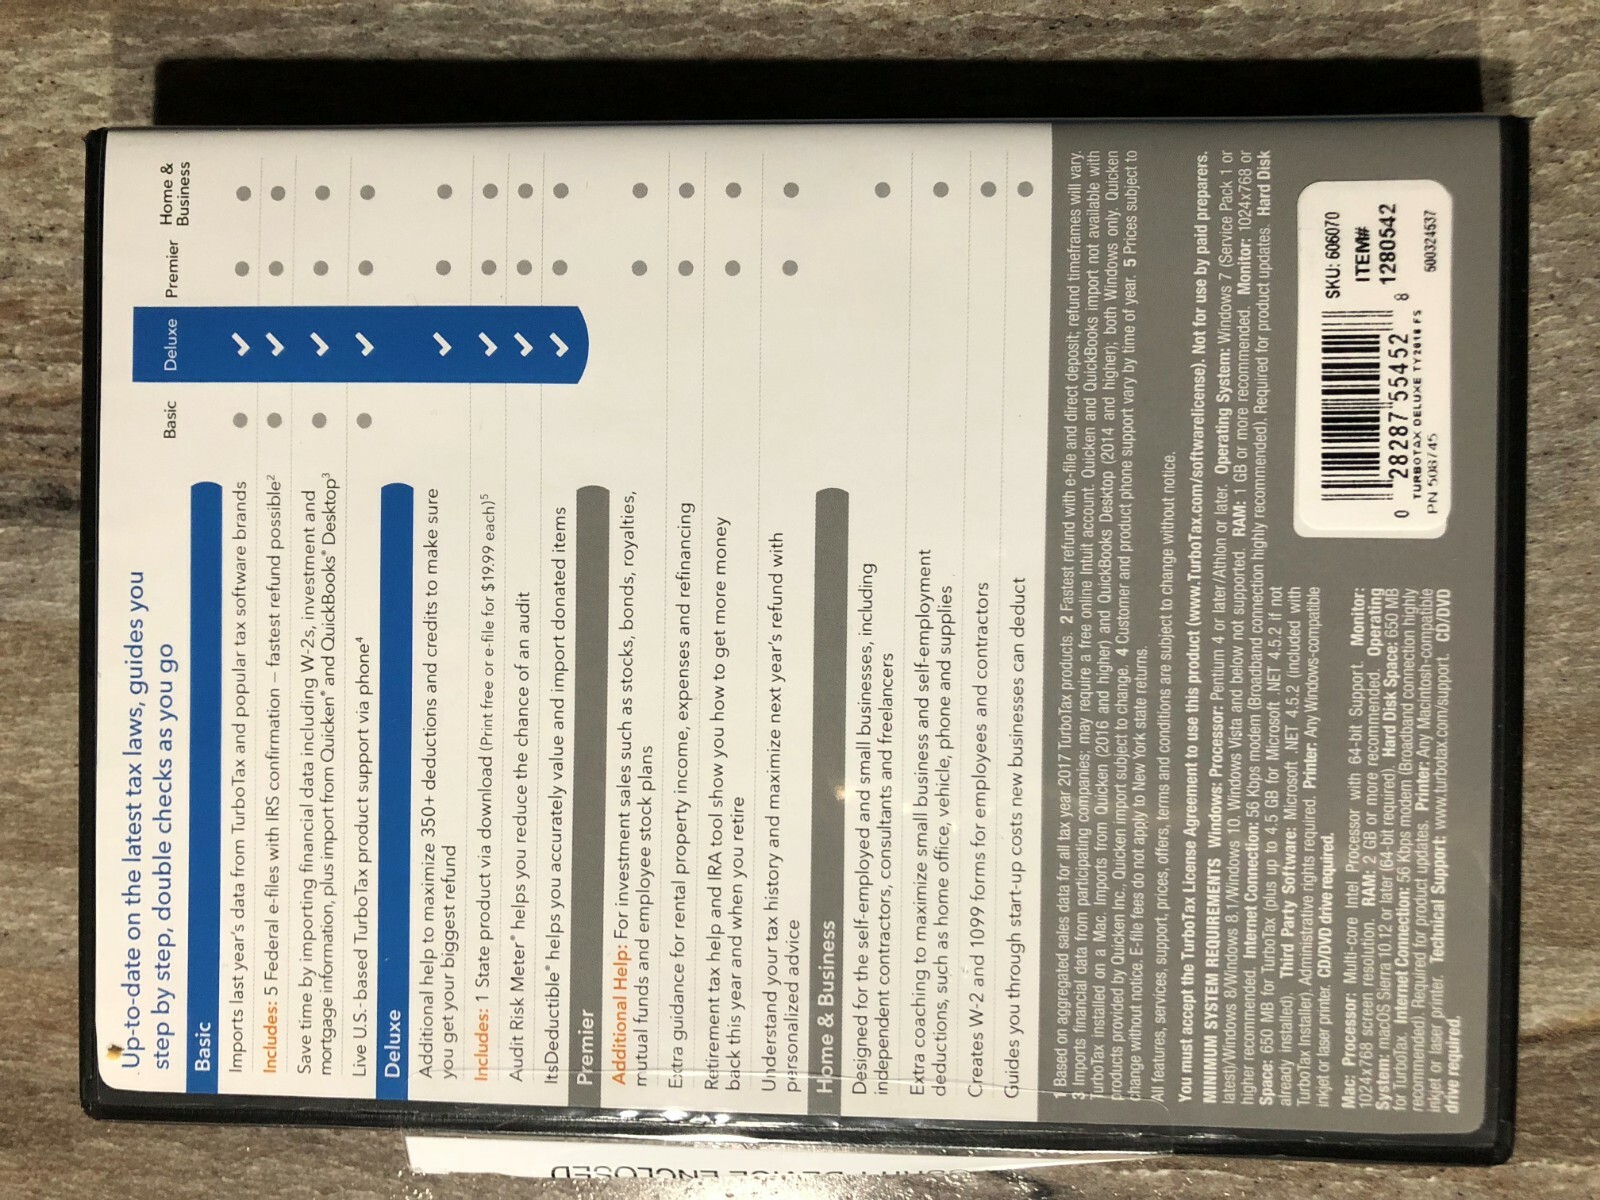 Up-to-date on the latest tax laws, guides you
step by step, double checks as you go
Basic
Deluxe
Premier
Home &
Business
Basic
Imports last year's data from TurboTax and popular tax software brands
Includes: 5 Federal e-files with IRS confirmation – fastest refund possible²
Save time by importing financial data including W-2s, investment and
mortgage information, plus import from Quicken® and QuickBooks® Desktop³
Live U.S.-based TurboTax product support via phone⁴
Deluxe
Additional help to maximize 350+ deductions and credits to make sure
you get your biggest refund
Includes: 1 State product via download (Print free or e-file for $19.99 each)⁵
Audit Risk Meter® helps you reduce the chance of an audit
ItsDeductible® helps you accurately value and import donated items
Premier
Additional Help: For investment sales such as stocks, bonds, royalties,
mutual funds and employee stock plans
Extra guidance for rental property income, expenses and refinancing
Retirement tax help and IRA tool show you how to get more money
back this year and when you retire
Understand your tax history and maximize next year's refund with
personalized advice
Home & Business
Designed for the self-employed and small businesses, including
independent contractors, consultants and freelancers
Extra coaching to maximize small business and self-employment
deductions, such as home office, vehicle, phone and supplies
Creates W-2 and 1099 forms for employees and contractors
Guides you through start-up costs new businesses can deduct
1 Based on aggregated sales data for all tax year 2017 TurboTax products. 2 Fastest refund with e-file and direct deposit; refund timeframes will vary.
3 Imports financial data from participating companies; may require a free online Intuit account. Quicken and QuickBooks import not available with
TurboTax installed on a Mac. Imports from Quicken (2016 and higher) and QuickBooks Desktop (2014 and higher); both Windows only. Quicken
products provided by Quicken Inc., Quicken import subject to change. 4 Customer and product phone support vary by time of year. 5 Prices subject to
change without notice. E-file fees do not apply to New York state returns.
All features, services, support, prices, offers, terms and conditions are subject to change without notice.
You must accept the TurboTax License Agreement to use this product (www.TurboTax.com/softwarelicense). Not for use by paid preparers.
MINIMUM SYSTEM REQUIREMENTS Windows: Processor: Pentium 4 or later/Athlon or later. Operating System: Windows 7 (Service Pack 1 or
latest)/Windows 8/Windows 8.1/Windows 10. Windows Vista and below not supported. RAM: 1 GB or more recommended. Monitor: 1024x768 or
higher recommended. Internet Connection: 56 Kbps modem (Broadband connection highly recommended). Required for product updates. Hard Disk
Space: 650 MB for TurboTax (plus up to 4.5 GB for Microsoft .NET 4.5.2 if not
already installed). Third Party Software: Microsoft .NET 4.5.2 (included with
TurboTax Installer). Administrative rights required. Printer: Any Windows-compatible
inkjet or laser printer. CD/DVD drive required.
Mac: Processor: Multi-core Intel Processor with 64-bit Support. Monitor:
1024x768 screen resolution. RAM: 2 GB or more recommended. Operating
System: macOS Sierra 10.12 or later (64-bit required). Hard Disk Space: 650 MB
for TurboTax. Internet Connection: 56 Kbps modem (Broadband connection highly
recommended). Required for product updates. Printer: Any Macintosh-compatible
inkjet or laser printer. Technical Support: www.turbotax.com/support. CD/DVD
drive required.
SKU: 606070
ITEM#
1280542
0 28287 55452 8
TURBOTAX DELUXE TY2018 FS
PN 508745
500324537
ENCLOSED